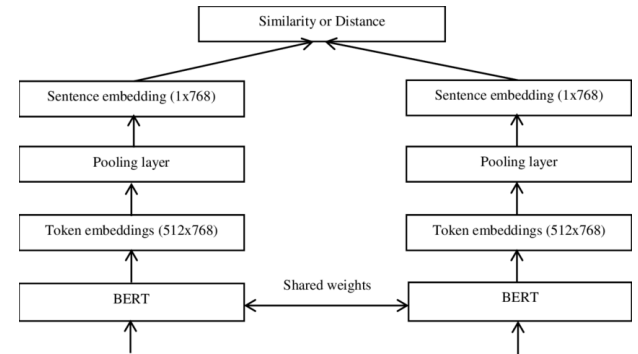 Similarity or Distance
Sentence embedding (1x768)
Sentence embedding (1x768)
Pooling layer
Pooling layer
Token embeddings (512x768)
Token embeddings (512x768)
Shared weights
BERT
BERT